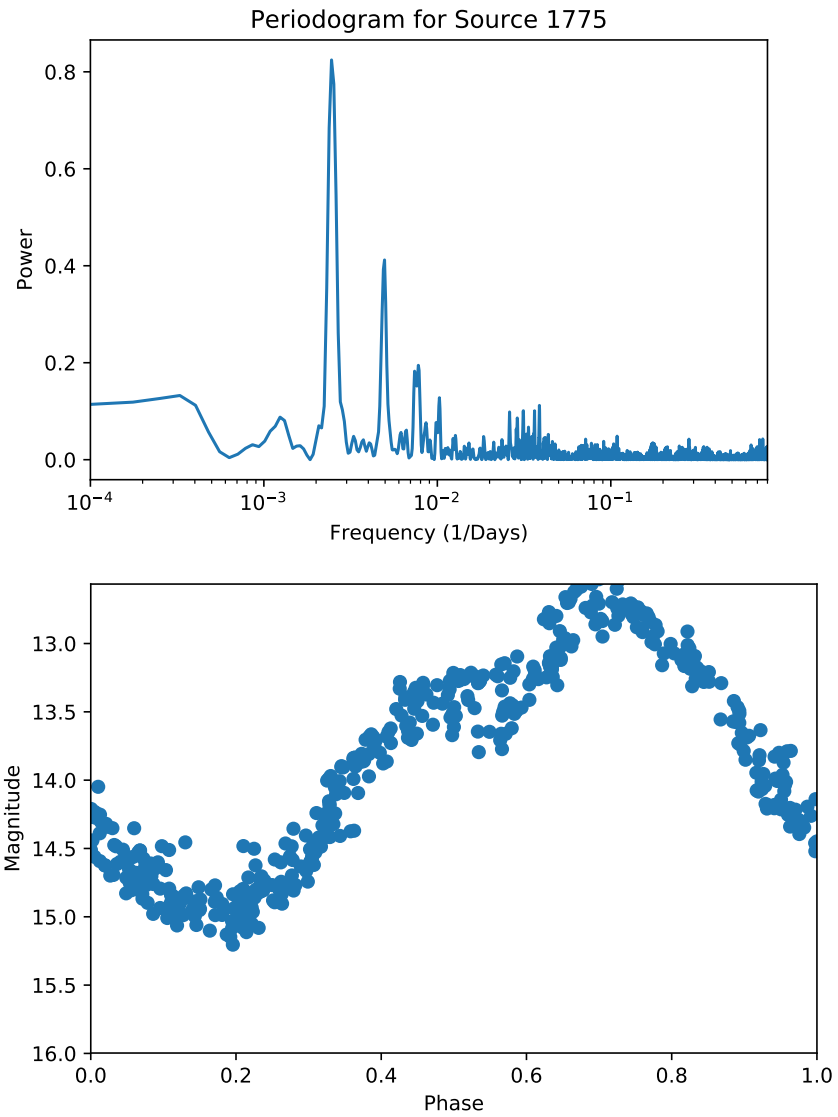 Periodogram for Source 1775
0.8
0.6
0.4
0.2
0.0
Power
10⁻⁴ 10⁻³ 10⁻² 10⁻¹
Frequency (1/Days)
13.0
13.5
14.0
14.5
15.0
15.5
16.0
Magnitude
0.0 0.2 0.4 0.6 0.8 1.0
Phase